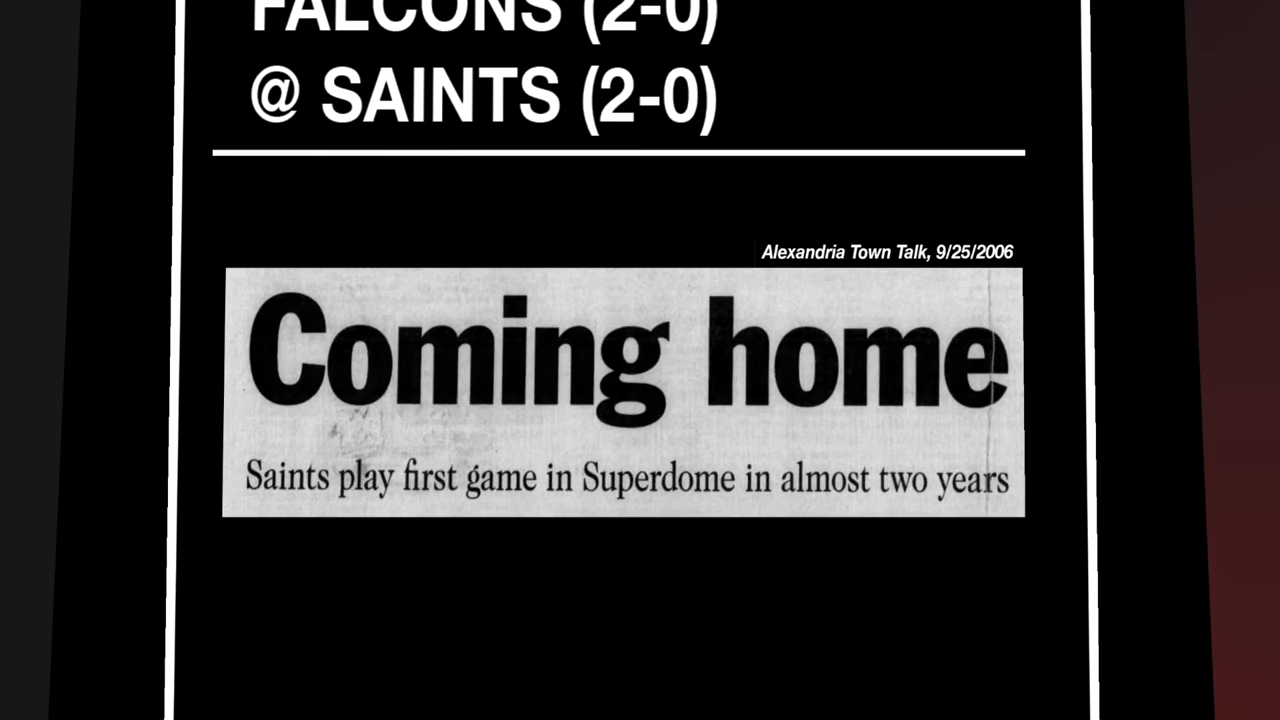 FALCONS (2-0)
@ SAINTS (2-0)
Alexandria Town Talk, 9/25/2006
Coming home
Saints play first game in Superdome in almost two years